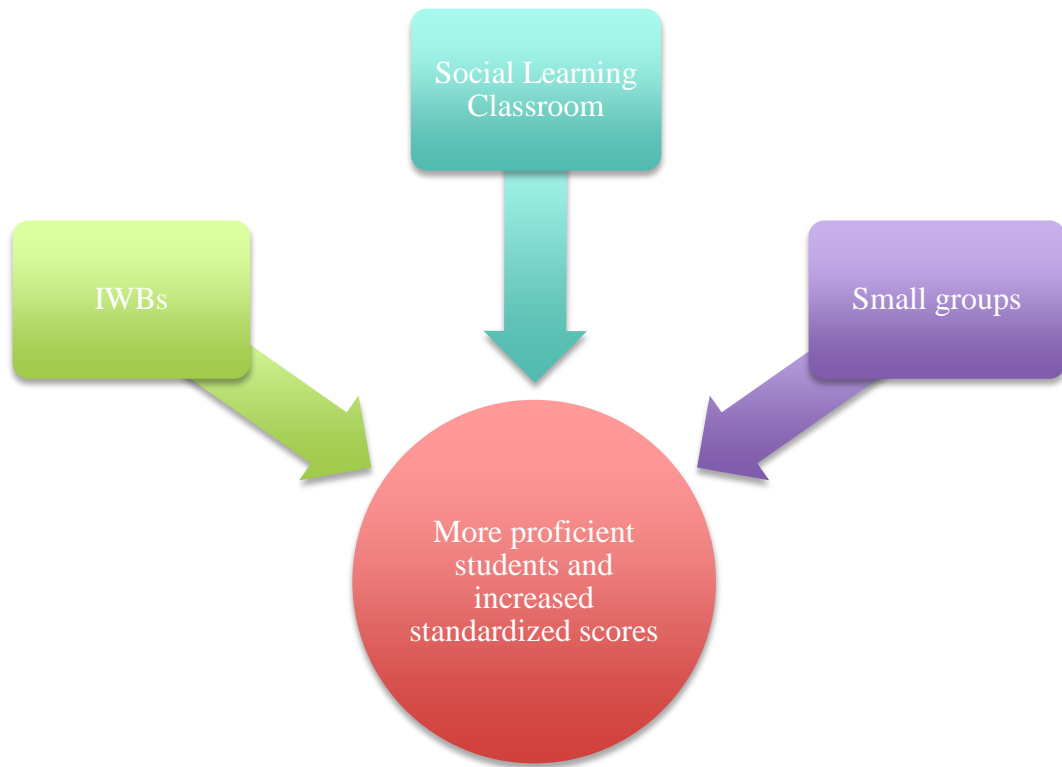 Social Learning
Classroom
IWBs
Small groups
More proficient
students and
increased
standardized scores